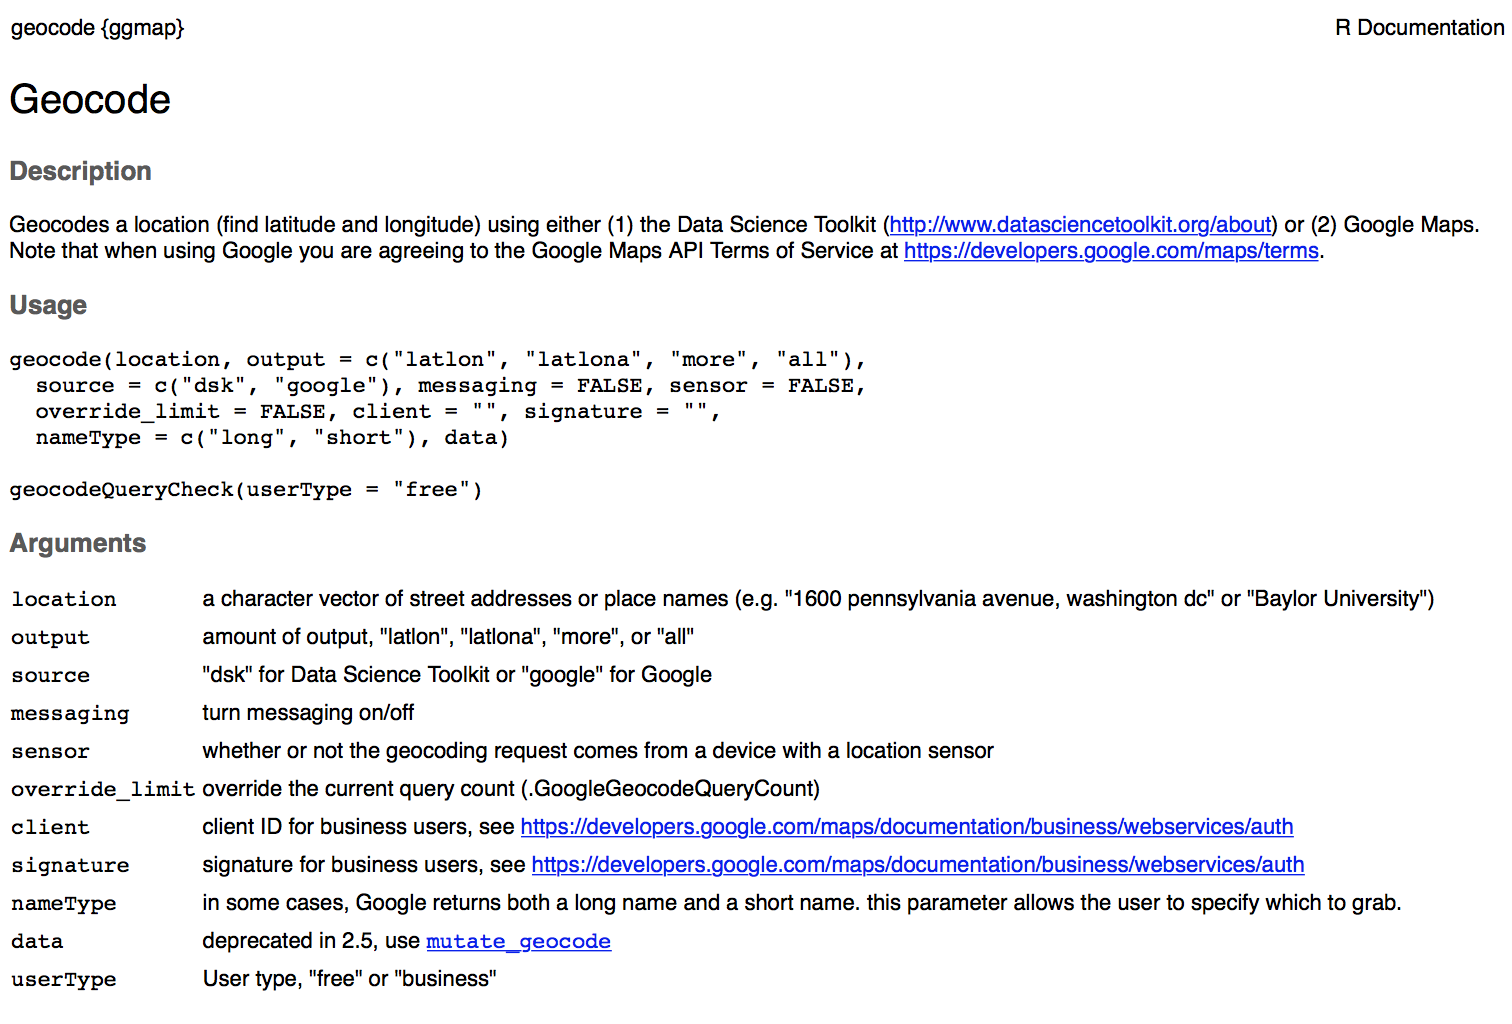 geocode {ggmap}
R Documentation
Geocode
Description
Geocodes a location (find latitude and longitude) using either (1) the Data Science Toolkit (http://www.datasciencetoolkit.org/about) or (2) Google Maps.
Note that when using Google you are agreeing to the Google Maps API Terms of Service at https://developers.google.com/maps/terms.
Usage
geocode(location, output = c("latlon", "latlona", "more", "all"),
  source = c("dsk", "google"), messaging = FALSE, sensor = FALSE,
  override_limit = FALSE, client = "", signature = "",
  nameType = c("long", "short"), data)
geocodeQueryCheck(userType = "free")
Arguments
location a character vector of street addresses or place names (e.g. "1600 pennsylvania avenue, washington dc" or "Baylor University")
output amount of output, "latlon", "latlona", "more", or "all"
source "dsk" for Data Science Toolkit or "google" for Google
messaging turn messaging on/off
sensor whether or not the geocoding request comes from a device with a location sensor
override_limit override the current query count (.GoogleGeocodeQueryCount)
client client ID for business users, see https://developers.google.com/maps/documentation/business/webservices/auth
signature signature for business users, see https://developers.google.com/maps/documentation/business/webservices/auth
nameType in some cases, Google returns both a long name and a short name. this parameter allows the user to specify which to grab.
data deprecated in 2.5, use mutate_geocode
userType User type, "free" or "business"